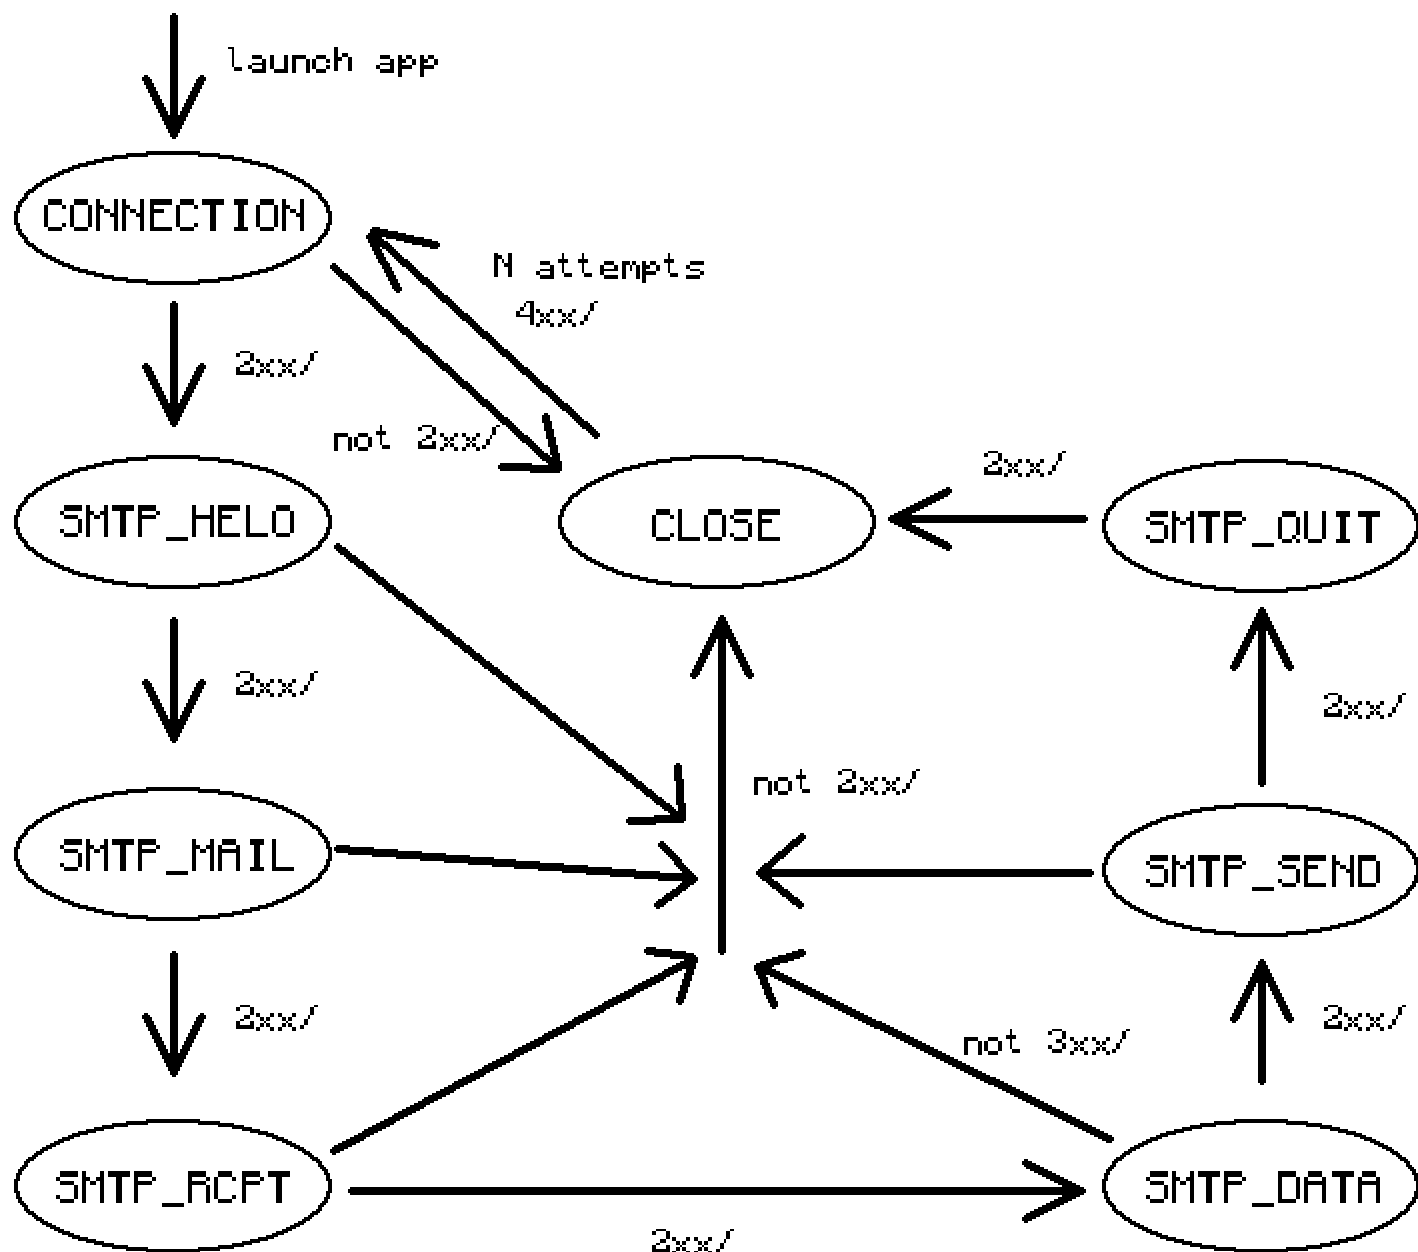 launch app
CONNECTION
N attempts
4xx/
2xx/
not 2xx/
2xx/
SMTP_HELO
CLOSE
SMTP_QUIT
2xx/
2xx/
not 2xx/
SMTP_MAIL
SMTP_SEND
2xx/
2xx/
not 3xx/
SMTP_RCPT
SMTP_DATA
2xx/